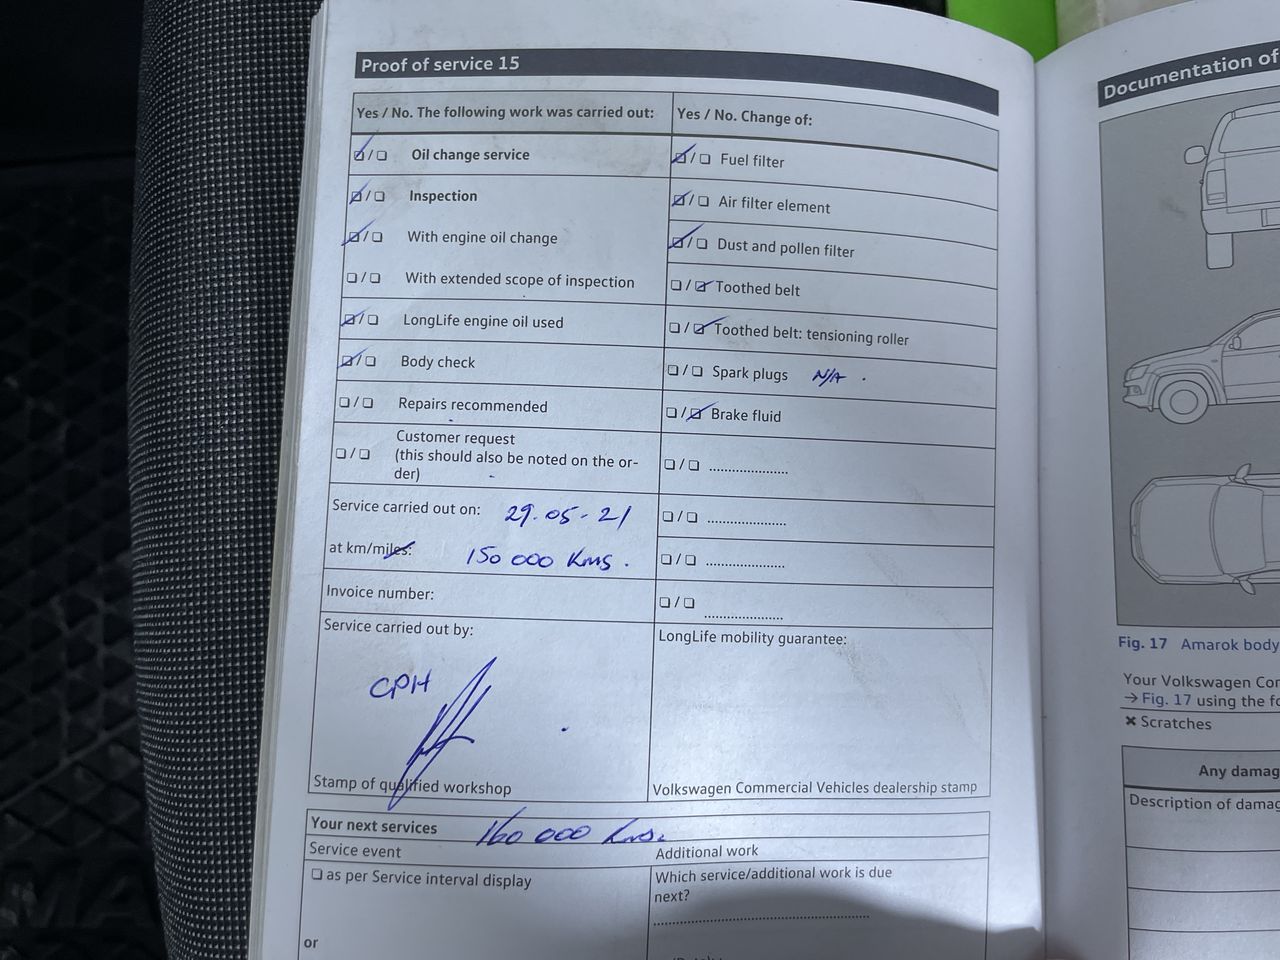 Proof of service 15
Yes / No. The following work was carried out:
Oil change service
Inspection
With engine oil change
With extended scope of inspection
LongLife engine oil used
Body check
Repairs recommended
Customer request
(this should also be noted on the or-
der)
Service carried out on: 29.05-21
at km/miles: 150 000 Kms.
Invoice number:
Service carried out by:
CPH
Stamp of qualified workshop
Yes / No. Change of:
Fuel filter
Air filter element
Dust and pollen filter
Toothed belt
Toothed belt: tensioning roller
Spark plugs N/A
Brake fluid
LongLife mobility guarantee:
Volkswagen Commercial Vehicles dealership stamp
Your next services 160 000 Kms.
Service event
Additional work
as per Service interval display
or
Which service/additional work is due
next?
Documentation of
Fig. 17 Amarok body
Your Volkswagen Co
→ Fig. 17 using the fo
✖ Scratches
Any damag
Description of damag